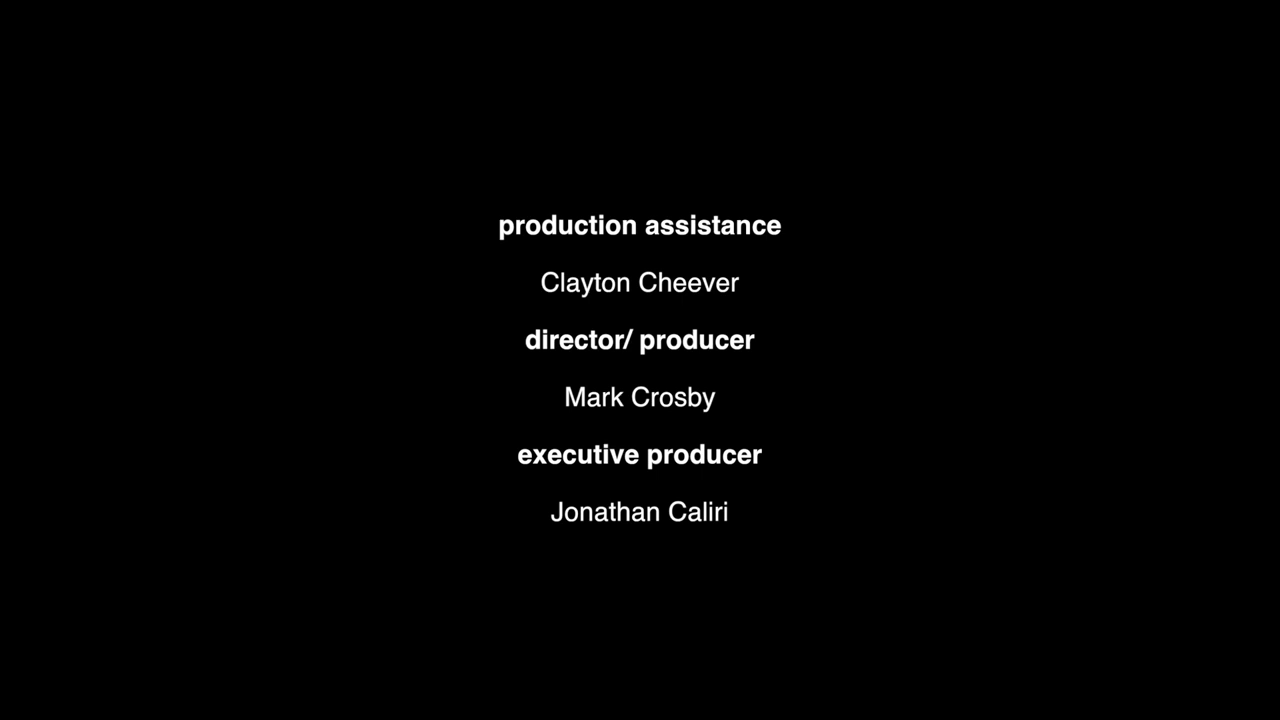 production assistance
Clayton Cheever
director/ producer
Mark Crosby
executive producer
Jonathan Caliri